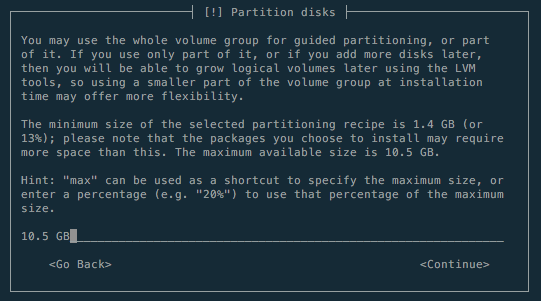 [!] Partition disks
You may use the whole volume group for guided partitioning, or part
of it. If you use only part of it, or if you add more disks later,
then you will be able to grow logical volumes later using the LVM
tools, so using a smaller part of the volume group at installation
time may offer more flexibility.
The minimum size of the selected partitioning recipe is 1.4 GB (or
13%); please note that the packages you choose to install may require
more space than this. The maximum available size is 10.5 GB.
Hint: "max" can be used as a shortcut to specify the maximum size, or
enter a percentage (e.g. "20%") to use that percentage of the maximum
size.
10.5 GB
<Go Back> <Continue>